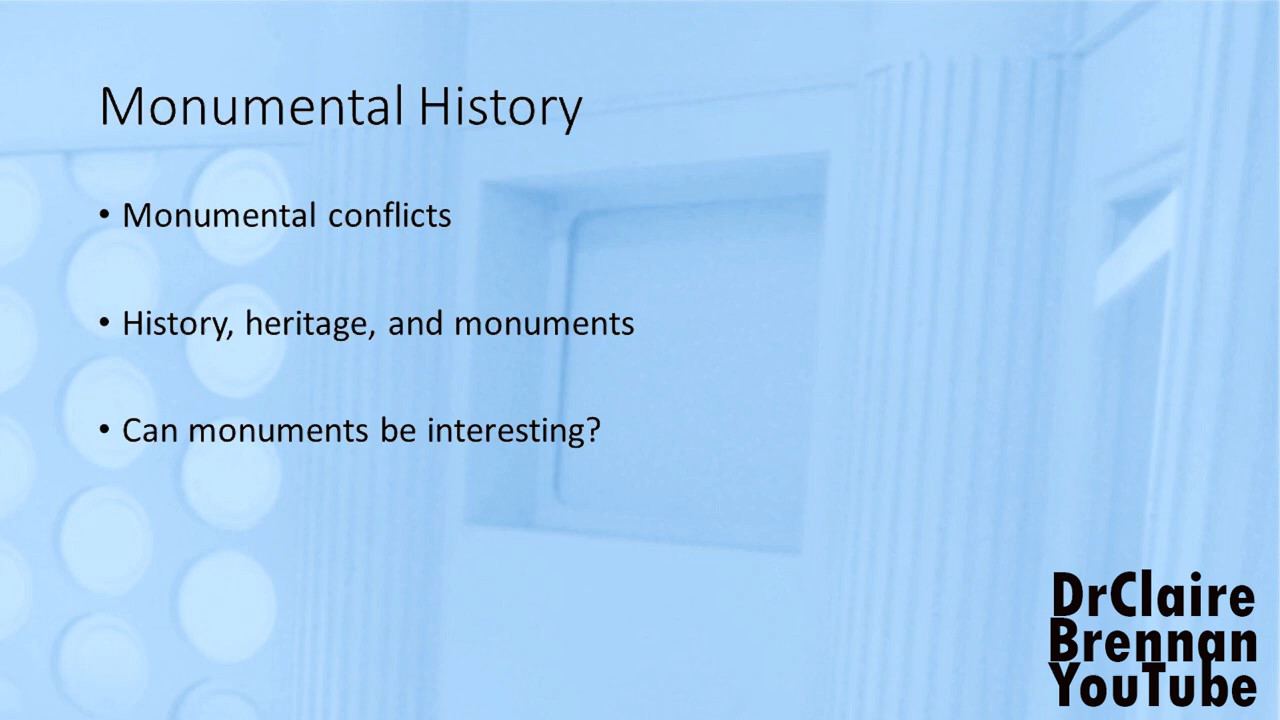 Monumental History
• Monumental conflicts
• History, heritage, and monuments
• Can monuments be interesting?
DrClaire
Brennan
YouTube